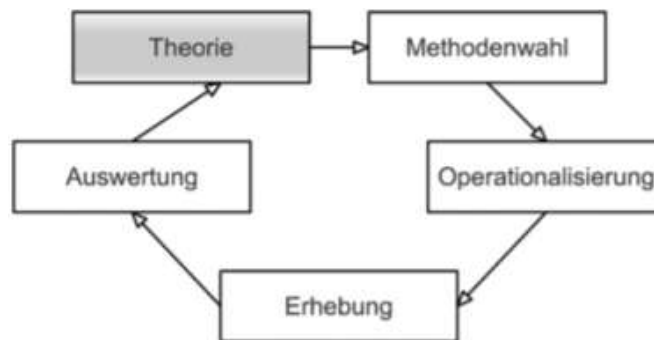 Theorie
Methodenwahl
Auswertung
Operationalisierung
Erhebung